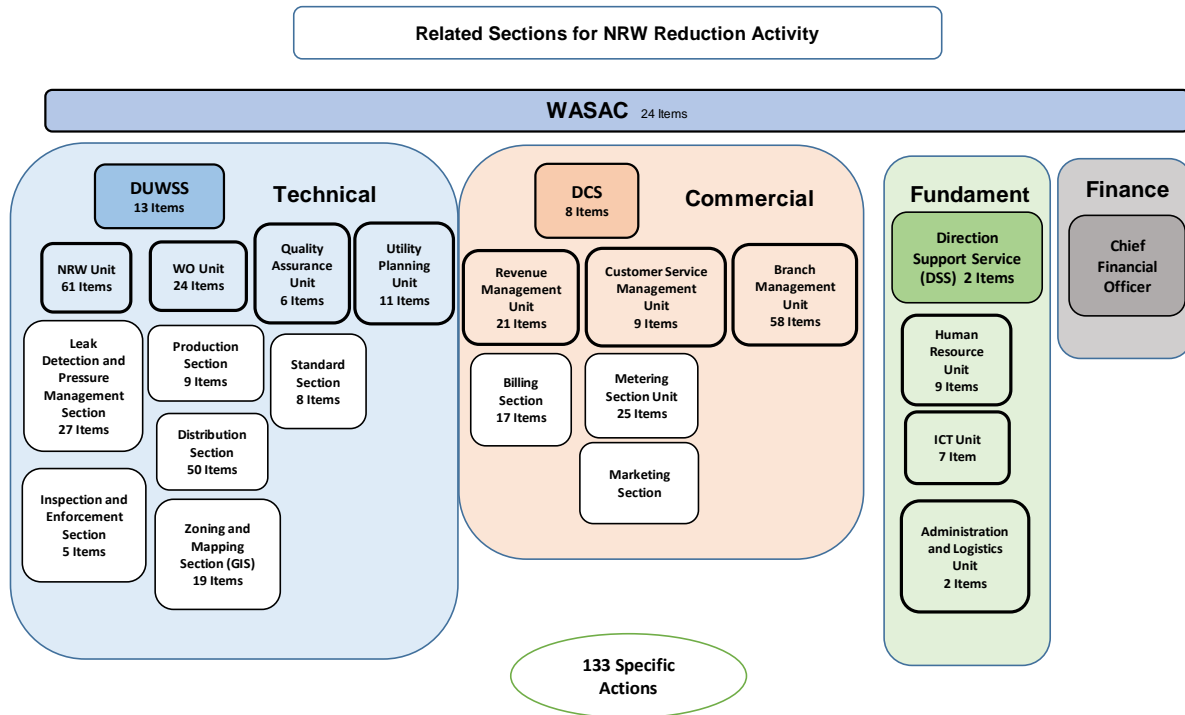 Related Sections for NRW Reduction Activity
WASAC 24 Items
DUWSS
13 Items
Technical
NRW Unit
61 Items
WO Unit
24 Items
Quality
Assurance
Unit
6 Items
Utility
Planning
Unit
11 Items
Leak
Detection and
Pressure
Management
Section
27 Items
Production
Section
9 Items
Standard
Section
8 Items
Distribution
Section
50 Items
Inspection and
Enforcement
Section
5 Items
Zoning and
Mapping
Section (GIS)
19 Items
DCS
8 Items
Commercial
Revenue
Management
Unit
21 Items
Customer Service
Management
Unit
9 Items
Branch
Management
Unit
58 Items
Billing
Section
17 Items
Metering
Section Unit
25 Items
Marketing
Section
Fundament
Direction
Support Service
(DSS) 2 Items
Human
Resource
Unit
9 Items
ICT Unit
7 Item
Administration
and Logistics
Unit
2 Items
Finance
Chief
Financial
Officer
133 Specific
Actions